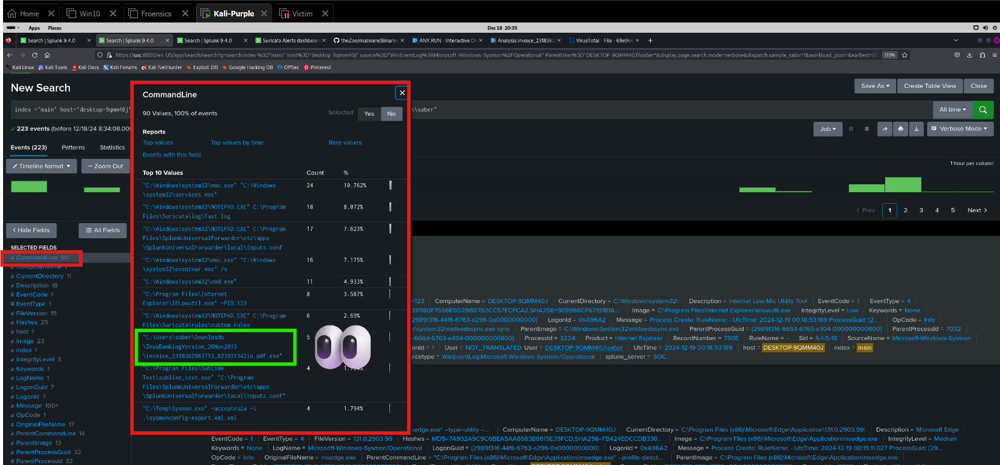 Home
Win10
Froensics
Kali-Purple
Victim
Apps Places
Dec 18 20:35
Search | Splunk 9.4.0
Search | Splunk 9.4.0
Search | Splunk 9.4.0
Suricata Alerts dashboard
theZoo/malware/Binaries
ANY.RUN - Interactive On
Analysis invoice_2318362
VirusTotal - File - 69e966
https://soc:8000/en-US/app/search/search?q=search index %3D"main" host%3D"desktop-9qmm40j" source%3D"WinEventLog%3AMicrosoft-Windows-Sysmon%2FOperational" ParentUser%3D"DESKTOP-9QMM40J\\saber"&display.page.search.mode=verbose&dispatch.sample_ratio=1&workload_pool=&earliest=0&
133%
Kali Linux Kali Tools Kali Docs Kali Forums Kali NetHunter Exploit-DB Google Hacking DB OffSec Pinterest
New Search
Save As Create Table View Close
index ="main" host="desktop-9qmm40j"
\\saber"
All time
223 events (before 12/18/24 8:34:08.000
Job
Verbose Mode
Events (223) Patterns Statistics
Timeline format — Zoom Out
1 hour per column
Prev 1 2 3 4 5 Next
Hide Fields All Fields
SELECTED FIELDS
a CommandLine 90
a ComputerName 1
a CurrentDirectory 11
a Description 18
# EventCode 1
# EventType 1
a FileVersion 15
a Hashes 25
a host 1
a Image 23
a index 1
a IntegrityLevel 3
a Keywords 1
a LogName 1
a LogonGuid 7
a LogonId 7
a Message 100+
a OpCode 1
a OriginalFileName 17
a ParentCommandLine 14
a ParentImage 13
a ParentProcessGuid 32
# ParentProcessId 32
CommandLine
90 Values, 100% of events
Selected Yes No
Reports
Top values Top values by time Rare values
Events with this field
Top 10 Values Count %
"C:\Windows\system32\mmc.exe" "C:\Windows 24 10.762%
\system32\services.msc"
"C:\Windows\system32\NOTEPAD.EXE" C:\Program 18 8.072%
Files\Suricata\log\fast.log
"C:\Windows\system32\NOTEPAD.EXE" C:\Program 17 7.623%
Files\SplunkUniversalForwarder\etc\apps
\SplunkUniversalForwarder\local\inputs.conf
"C:\Windows\system32\mmc.exe" "C:\Windows 16 7.175%
\system32\eventvwr.msc" /s
"C:\Windows\system32\cmd.exe" 11 4.933%
"C:\Program Files\Internet 8 3.587%
Explorer\IELowutil.exe" -PID:123
"C:\Windows\system32\NOTEPAD.EXE" C:\Program 6 2.69%
Files\Suricata\rules\custom.rules
"C:\Users\saber\Downloads 5
\ZeusBankingVersion_26Nov2013
\invoice_2318362983713_823931342io.pdf.exe"
"C:\Program Files\Sublime 4 1.794%
Text\sublime_text.exe" "C:\Program
Files\SplunkUniversalForwarder\etc\apps
\SplunkUniversalForwarder\local\inputs.conf"
"C:\Temp\Sysmon.exe" -accepteula -i 4 1.794%
.\sysmonconfig-export.xml.xml
:123 ComputerName = DESKTOP-9QMM40J CurrentDirectory = C:\Windows\system32\ Description = Internet Low-Mic Utility Tool EventCode = 1 EventType = 4
331180F7596E0D2BB87B2CC57ECFCA2,SHA256=3099B6CF67191B1A... Image = C:\Program Files\Internet Explorer\ielowutil.exe IntegrityLevel = Low Keywords = None
2989f316-44f6-6763-a296-0a0000000000} LogonId = 0xA96A2 Message = Process Create: RuleName: - UtcTime: 2024-12-19 00:18:53.169 ProcessGuid: {2... OpCode = Info
\system32\msfeedssync.exe sync ParentImage = C:\Windows\System32\msfeedssync.exe ParentProcessGuid = {2989f316-6653-6763-e304-000000000800} ParentProcessId = 7032
-666d-6763-e404-000000000800} ProcessId = 3224 Product = Internet Explorer RecordNumber = 7305 RuleName = - Sid = S-1-5-18 SourceName = Microsoft-Windows-Sysmon
onId = 1 User = NOT_TRANSLATED User = DESKTOP-9QMM40J\saber UtcTime = 2024-12-19 00:18:53.169 host = DESKTOP-9QMM40J index = main
rcetype = WinEventLog:Microsoft-Windows-Sysmon/Operational splunk_server = SOC
sedge.exe" --type=utility --... ComputerName = DESKTOP-9QMM40J CurrentDirectory = C:\Program Files (x86)\Microsoft\Edge\Application\131.0.2903.99\ Description = Microsoft Edge
EventCode = 1 EventType = 4 FileVersion = 131.0.2903.99 Hashes = MD5=7A932A9C9C6BEA5AA8683B8615E35FCD,SHA256=FB424EDCCDB338... Image = C:\Program Files (x86)\Microsoft\Edge\Application\msedge.exe IntegrityLevel = Medium
Keywords = None LogName = Microsoft-Windows-Sysmon/Operational LogonGuid = {2989f316-44f6-6763-a296-0a0000000000} LogonId = 0xA96A2 Message = Process Create: RuleName: - UtcTime: 2024-12-19 00:15:11.027 ProcessGuid: {29...
OpCode = Info OriginalFileName = msedge.exe ParentCommandLine = "C:\Program Files (x86)\Microsoft\Edge\Application\msedge.exe" --profile-direct... ParentImage = C:\Program Files (x86)\Microsoft\Edge\Application\msedge.exe